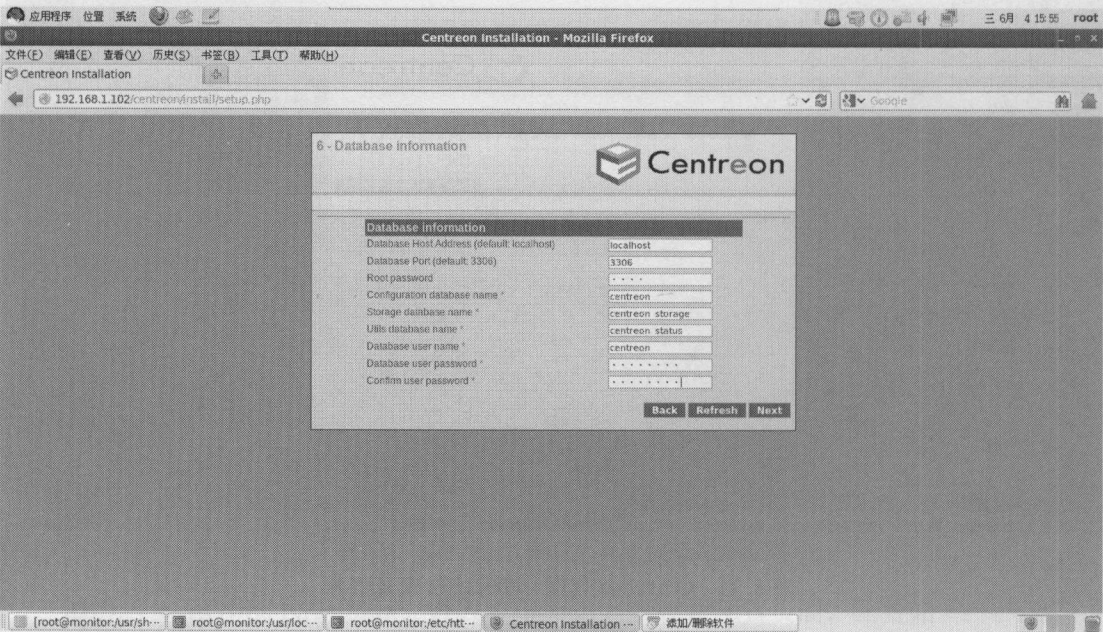 应用程序 位置 系统 三 6月 4 15:55 root
Centreon Installation - Mozilla Firefox
文件(F) 编辑(E) 查看(V) 历史(S) 书签(B) 工具(T) 帮助(H)
Centreon Installation
192.168.1.102/centreon/install/setup.php Google
6 - Database information
Centreon
Database information
Database Host Address (default: localhost) localhost
Database Port (default: 3306) 3306
Root password ····
Configuration database name * centreon
Storage database name * centreon_storage
Utils database name * centreon_status
Database user name * centreon
Database user password * ········
Confirm user password * ········
Back Refresh Next
[root@monitor:/usr/sh··· root@monitor:/usr/loc··· root@monitor:/etc/htt··· Centreon Installation ··· 添加/删除软件